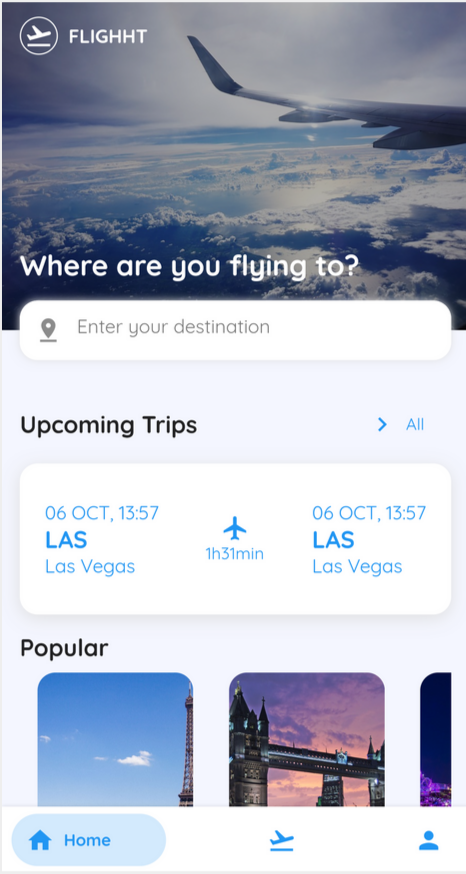 FLIGHHT
Where are you flying to?
Enter your destination
Upcoming Trips
All
06 OCT, 13:57
LAS
Las Vegas
1h31min
06 OCT, 13:57
LAS
Las Vegas
Popular
Home